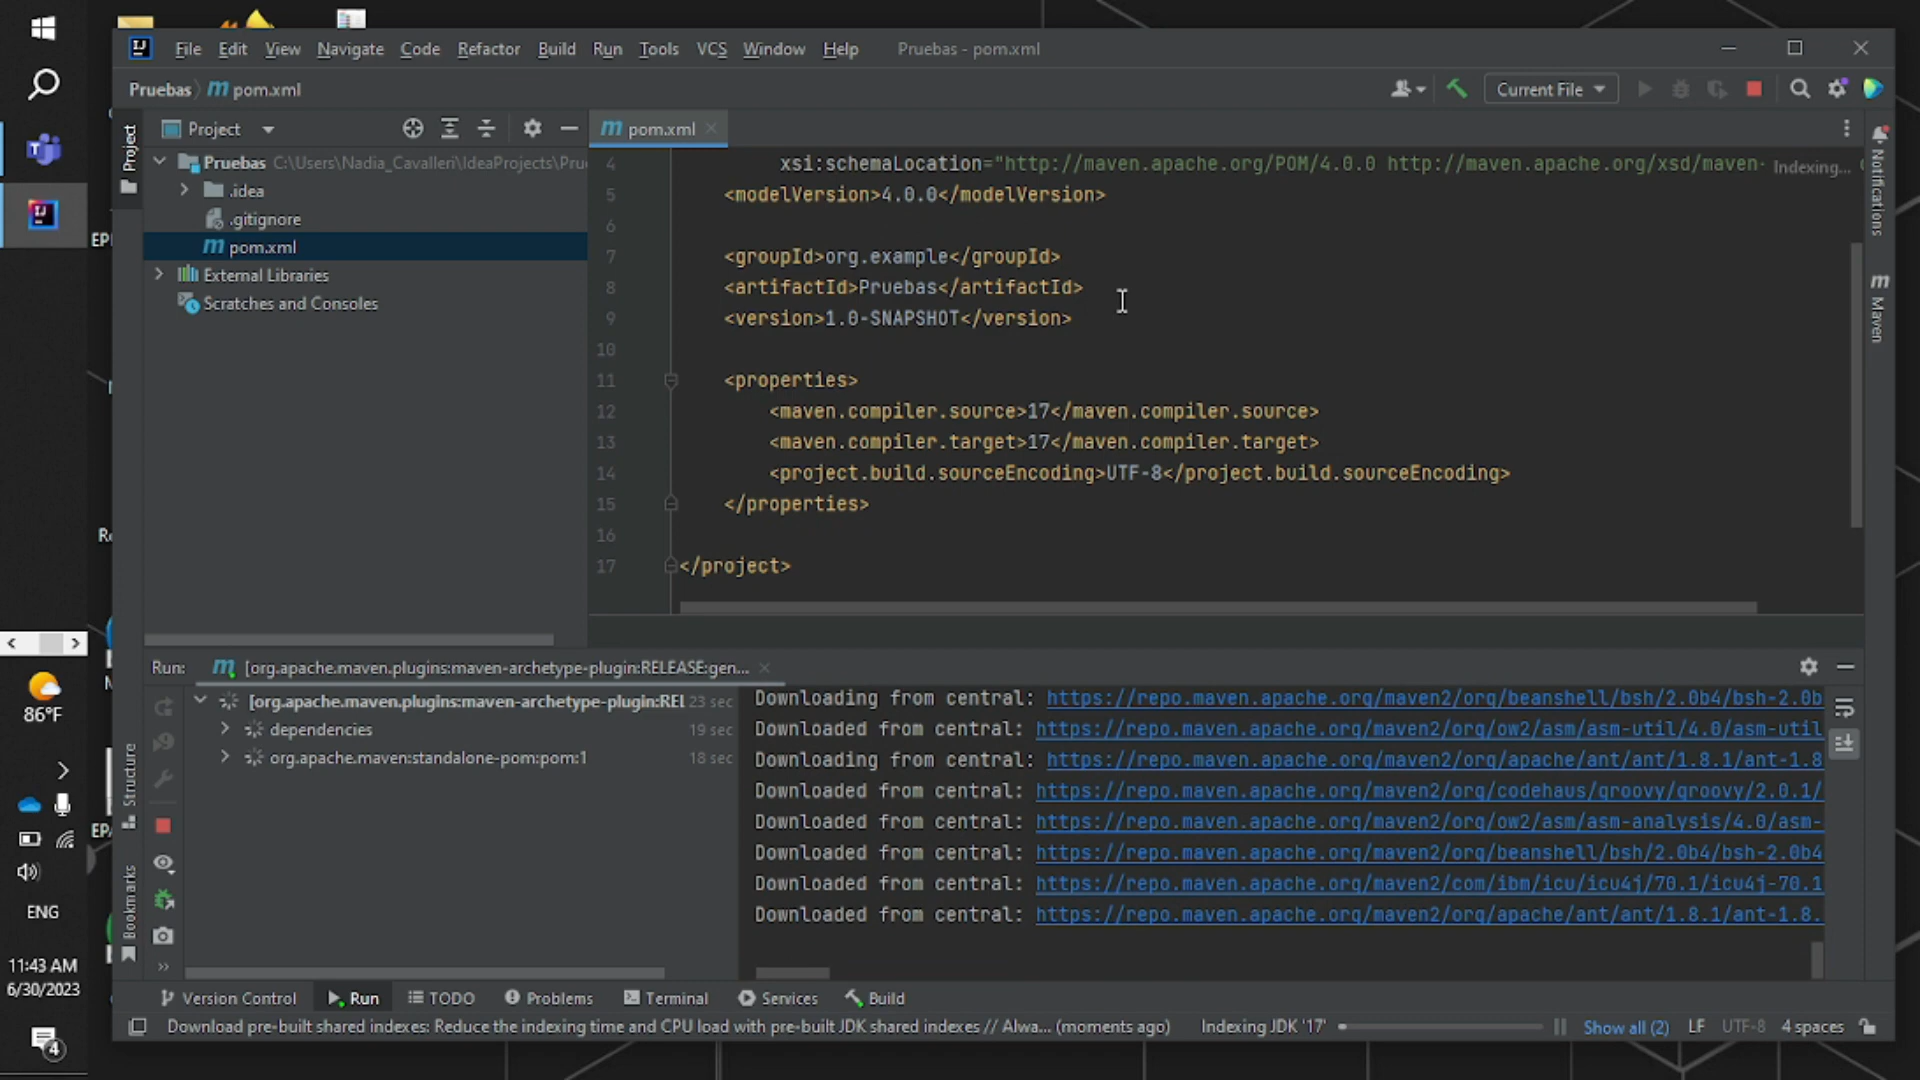 File Edit View Navigate Code Refactor Build Run Tools VCS Window Help Pruebas - pom.xml
Pruebas pom.xml
Current File
Project
Project
pom.xml
Notifications
Maven
Pruebas C:\Users\Nadia_Cavalleri\IdeaProjects\Pru
.idea
.gitignore
pom.xml
External Libraries
Scratches and Consoles
4 xsi:schemaLocation="http://maven.apache.org/POM/4.0.0 http://maven.apache.org/xsd/maven- Indexing...
5 <modelVersion>4.0.0</modelVersion>
6
7 <groupId>org.example</groupId>
8 <artifactId>Pruebas</artifactId>
9 <version>1.0-SNAPSHOT</version>
10
11 <properties>
12 <maven.compiler.source>17</maven.compiler.source>
13 <maven.compiler.target>17</maven.compiler.target>
14 <project.build.sourceEncoding>UTF-8</project.build.sourceEncoding>
15 </properties>
16
17 </project>
Run: [org.apache.maven.plugins:maven-archetype-plugin:RELEASE:gen...
[org.apache.maven.plugins:maven-archetype-plugin:REL 23 sec
dependencies 19 sec
org.apache.maven:standalone-pom:pom:1 18 sec
Downloading from central: https://repo.maven.apache.org/maven2/org/beanshell/bsh/2.0b4/bsh-2.0b
Downloaded from central: https://repo.maven.apache.org/maven2/org/ow2/asm/asm-util/4.0/asm-util
Downloading from central: https://repo.maven.apache.org/maven2/org/apache/ant/ant/1.8.1/ant-1.8
Downloaded from central: https://repo.maven.apache.org/maven2/org/codehaus/groovy/groovy/2.0.1/
Downloaded from central: https://repo.maven.apache.org/maven2/org/ow2/asm/asm-analysis/4.0/asm-
Downloaded from central: https://repo.maven.apache.org/maven2/org/beanshell/bsh/2.0b4/bsh-2.0b4
Downloaded from central: https://repo.maven.apache.org/maven2/com/ibm/icu/icu4j/70.1/icu4j-70.1
Downloaded from central: https://repo.maven.apache.org/maven2/org/apache/ant/ant/1.8.1/ant-1.8.
Structure
Bookmarks
Version Control Run TODO Problems Terminal Services Build
Download pre-built shared indexes: Reduce the indexing time and CPU load with pre-built JDK shared indexes // Alwa... (moments ago) Indexing JDK '17' Show all (2) LF UTF-8 4 spaces
86°F
ENG
11:43 AM
6/30/2023
4